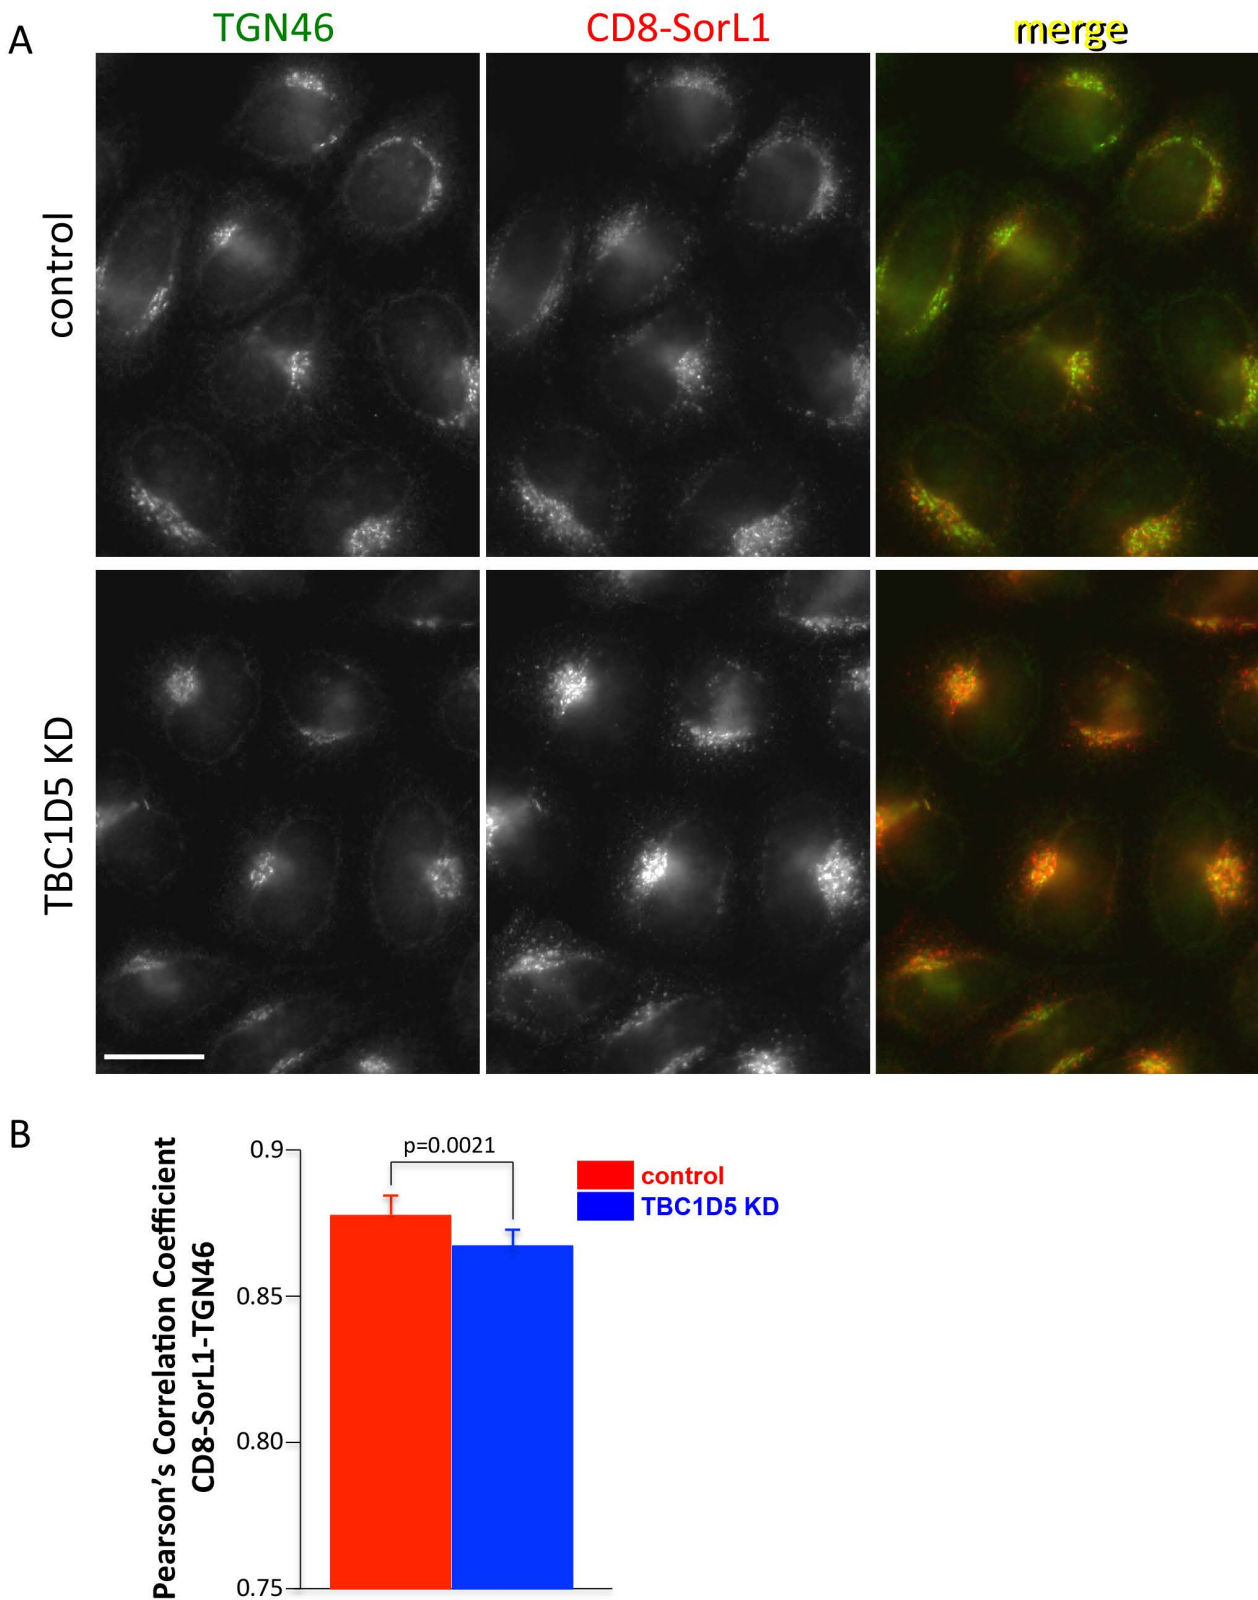 A
TGN46
CD8-SorL1
merge
control
TBC1D5 KD
B
Pearson's Correlation Coefficient
CD8-SorL1-TGN46
0.9
0.85
0.80
0.75
p=0.0021
control
TBC1D5 KD